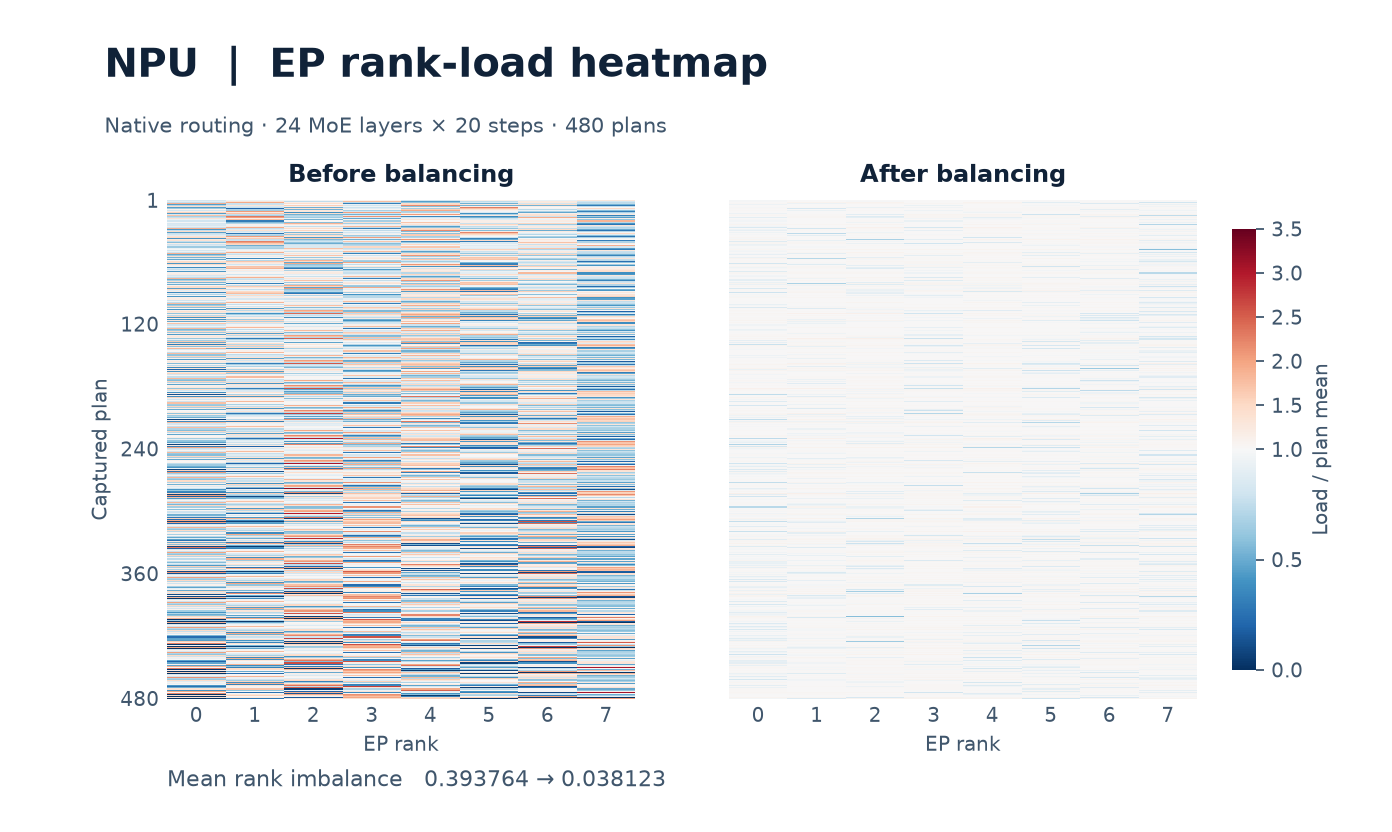 NPU | EP rank-load heatmap
Native routing · 24 MoE layers × 20 steps · 480 plans
Before balancing
After balancing
Captured plan
1
120
240
360
480
0 1 2 3 4 5 6 7
EP rank
0 1 2 3 4 5 6 7
EP rank
3.5
3.0
2.5
2.0
1.5
1.0
0.5
0.0
Load / plan mean
Mean rank imbalance 0.393764 → 0.038123